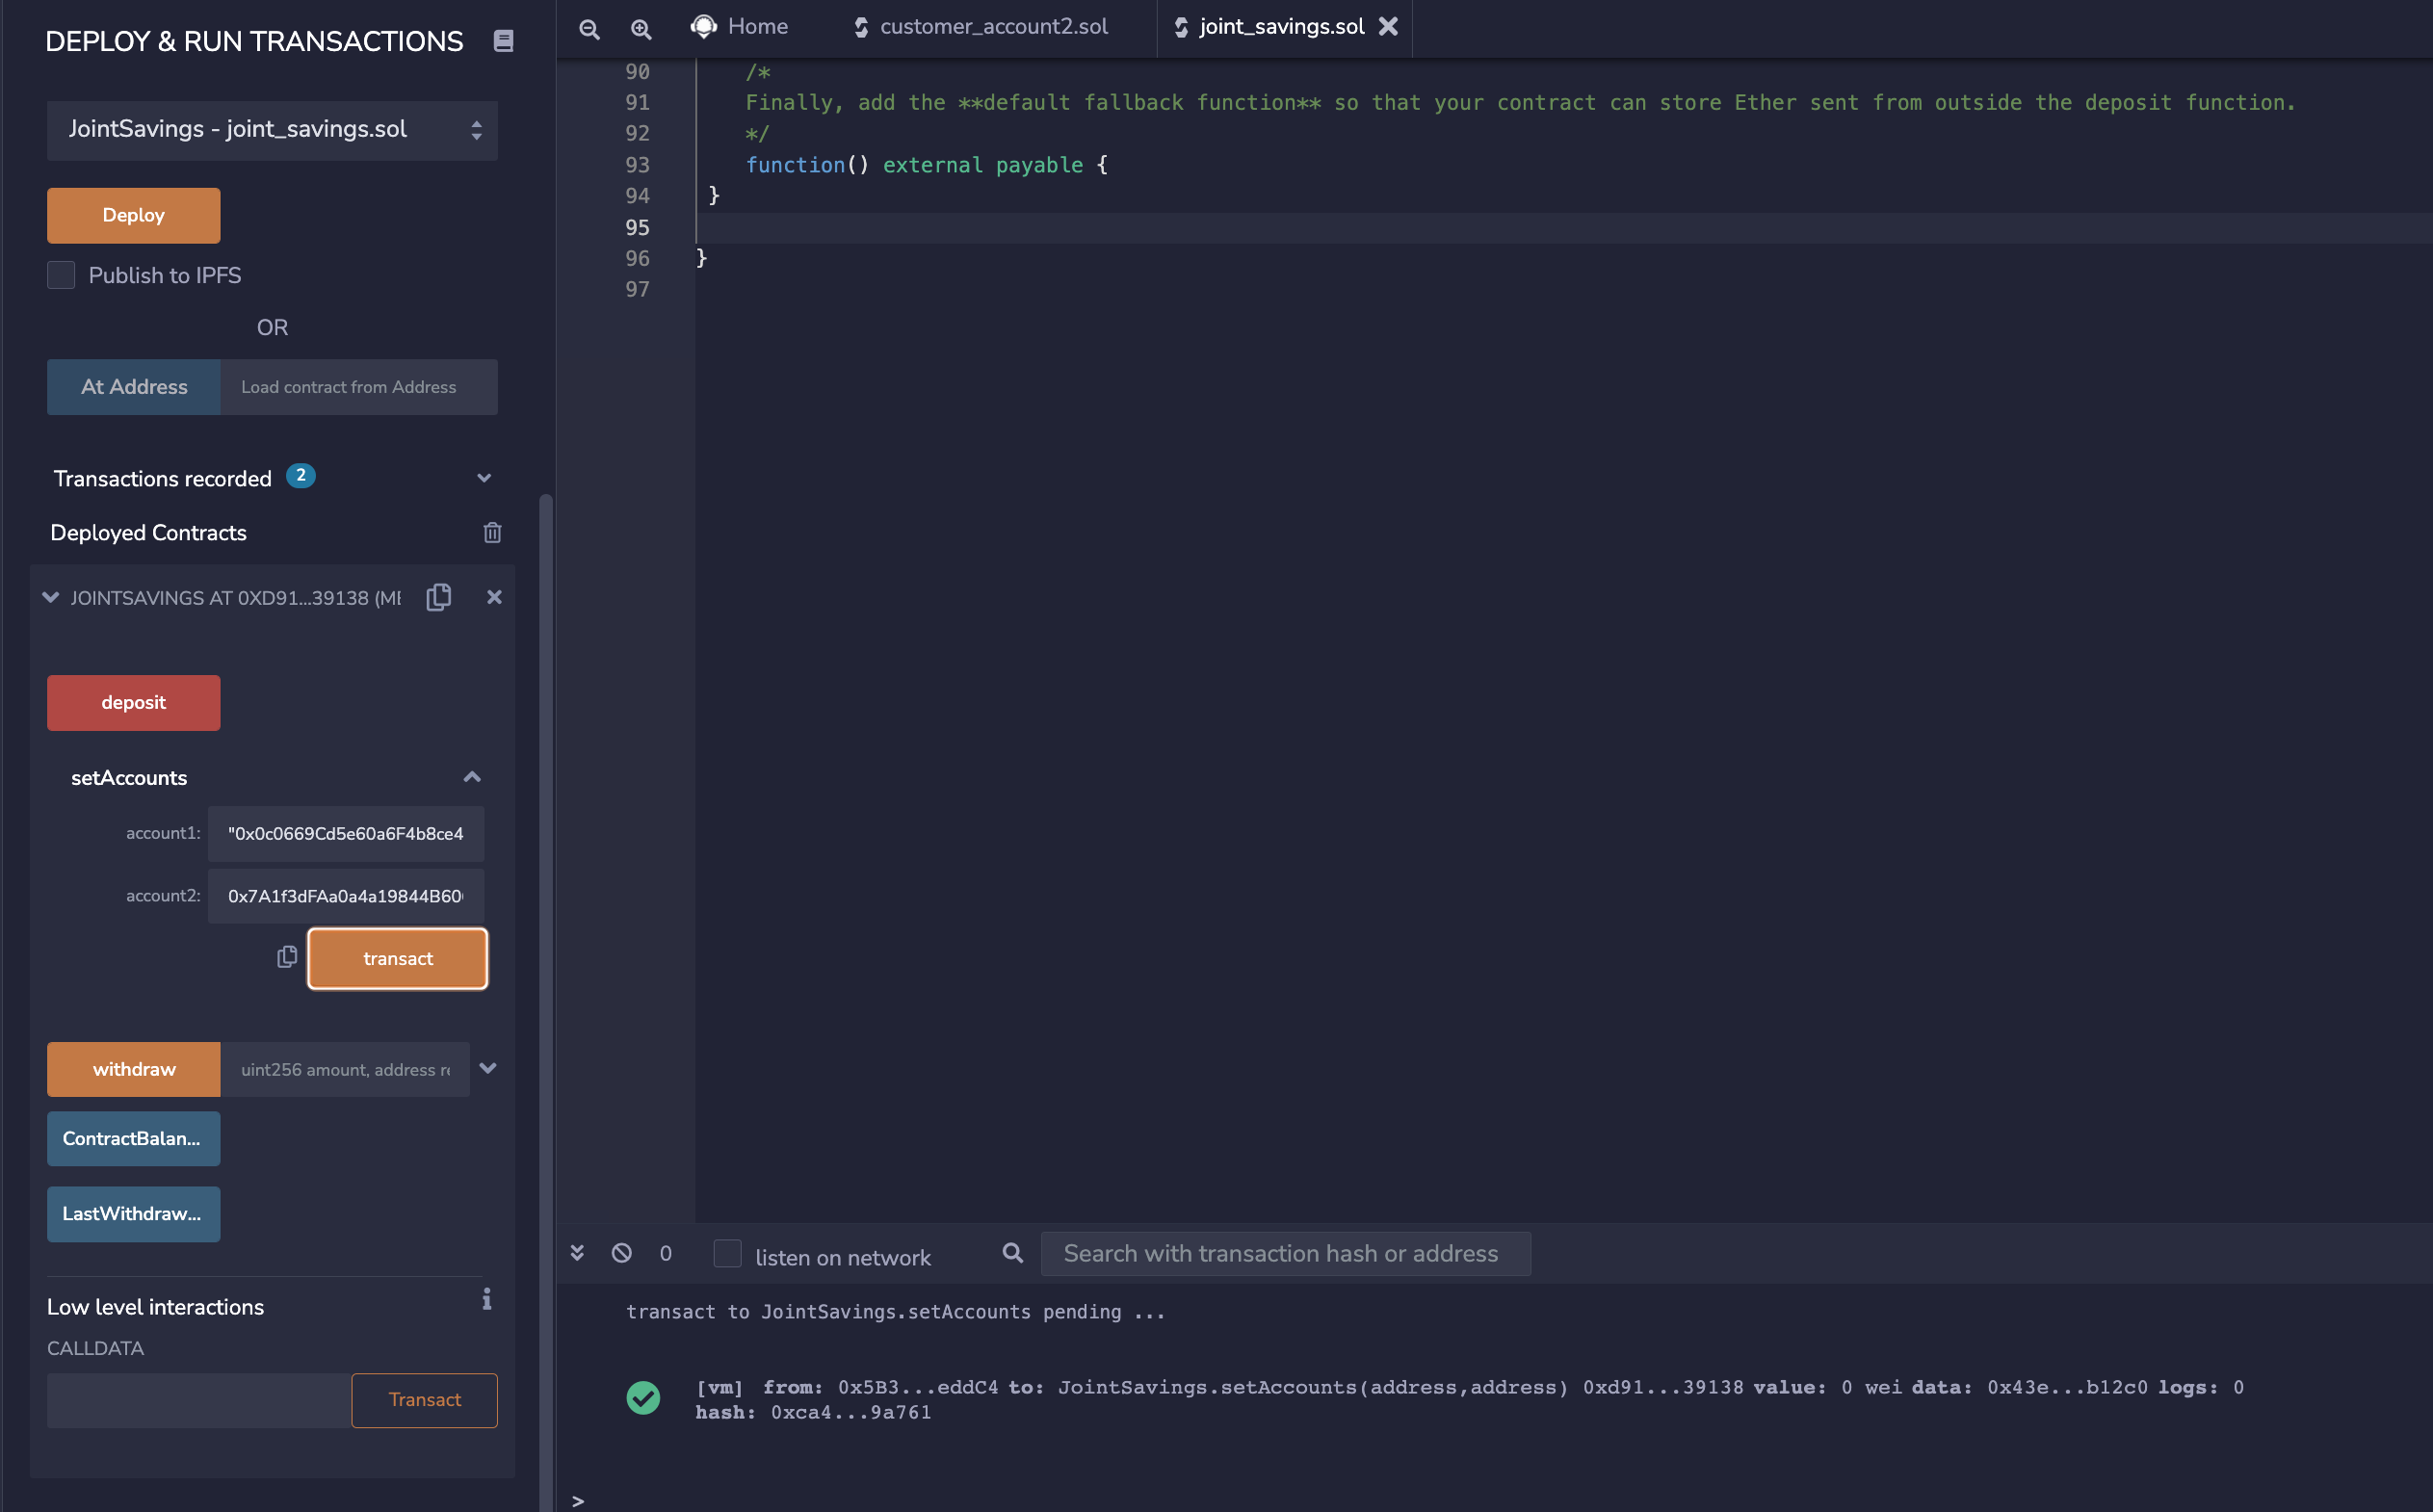 DEPLOY & RUN TRANSACTIONS
JointSavings - joint_savings.sol
Deploy
Publish to IPFS
OR
At Address
Load contract from Address
Transactions recorded 2
Deployed Contracts
JOINTSAVINGS AT 0XD91...39138 (ME
deposit
setAccounts
account1: "0x0c0669Cd5e60a6F4b8ce4
account2: 0x7A1f3dFAa0a4a19844B60
transact
withdraw
uint256 amount, address re
ContractBalan...
LastWithdraw...
Low level interactions
CALLDATA
Transact
Home
customer_account2.sol
joint_savings.sol
90 /*
91 Finally, add the **default fallback function** so that your contract can store Ether sent from outside the deposit function.
92 */
93 function() external payable {
94 }
95
96 }
97
0
listen on network
Search with transaction hash or address
transact to JointSavings.setAccounts pending ...
[vm] from: 0x5B3...eddC4 to: JointSavings.setAccounts(address,address) 0xd91...39138 value: 0 wei data: 0x43e...b12c0 logs: 0
hash: 0xca4...9a761
>